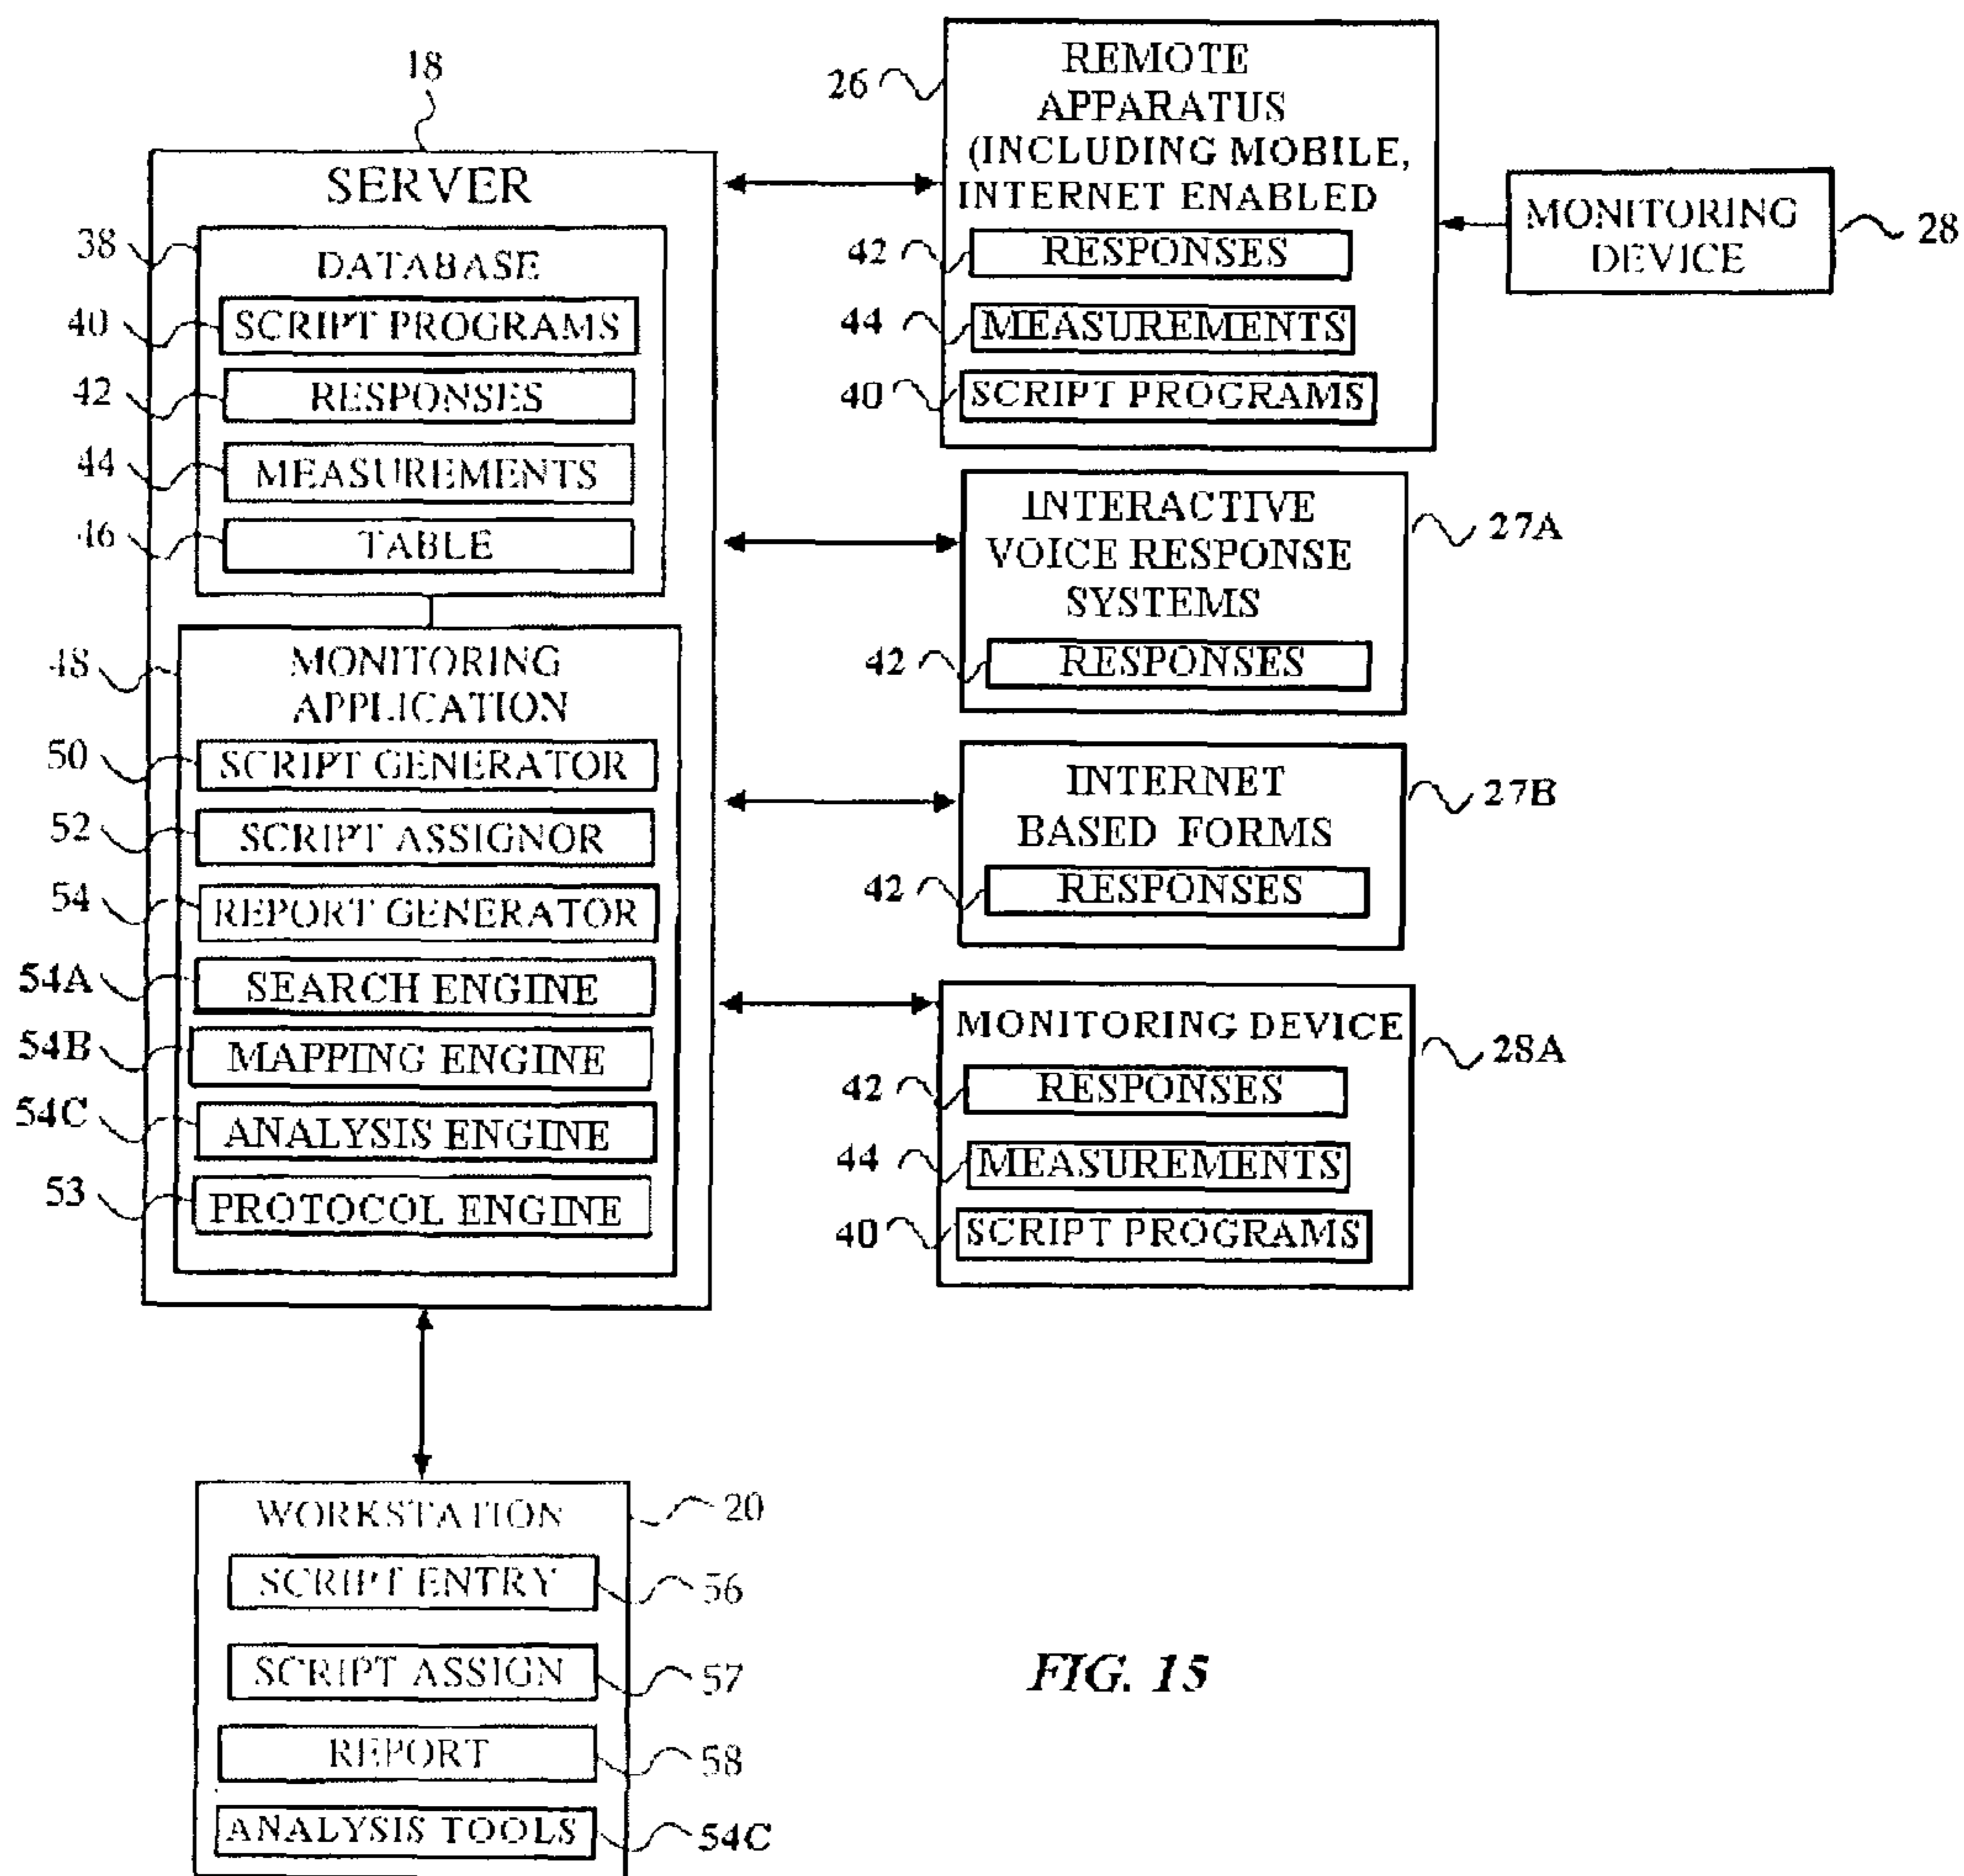 18
SERVER
38
DATABASE
40
SCRIPT PROGRAMS
42
RESPONSES
44
MEASUREMENTS
46
TABLE
48
MONITORING
APPLICATION
50
SCRIPT GENERATOR
52
SCRIPT ASSIGNOR
54
REPORT GENERATOR
54A
SEARCH ENGINE
54B
MAPPING ENGINE
54C
ANALYSIS ENGINE
53
PROTOCOL ENGINE
26
REMOTE
APPARATUS
(INCLUDING MOBILE,
INTERNET ENABLED
42
RESPONSES
44
MEASUREMENTS
40
SCRIPT PROGRAMS
MONITORING
DEVICE
28
INTERACTIVE
VOICE RESPONSE
SYSTEMS
27A
42
RESPONSES
INTERNET
BASED FORMS
27B
42
RESPONSES
MONITORING DEVICE
28A
42
RESPONSES
44
MEASUREMENTS
40
SCRIPT PROGRAMS
WORKSTATION
20
SCRIPT ENTRY
56
SCRIPT ASSIGN
57
REPORT
58
ANALYSIS TOOLS
54C
FIG. 15